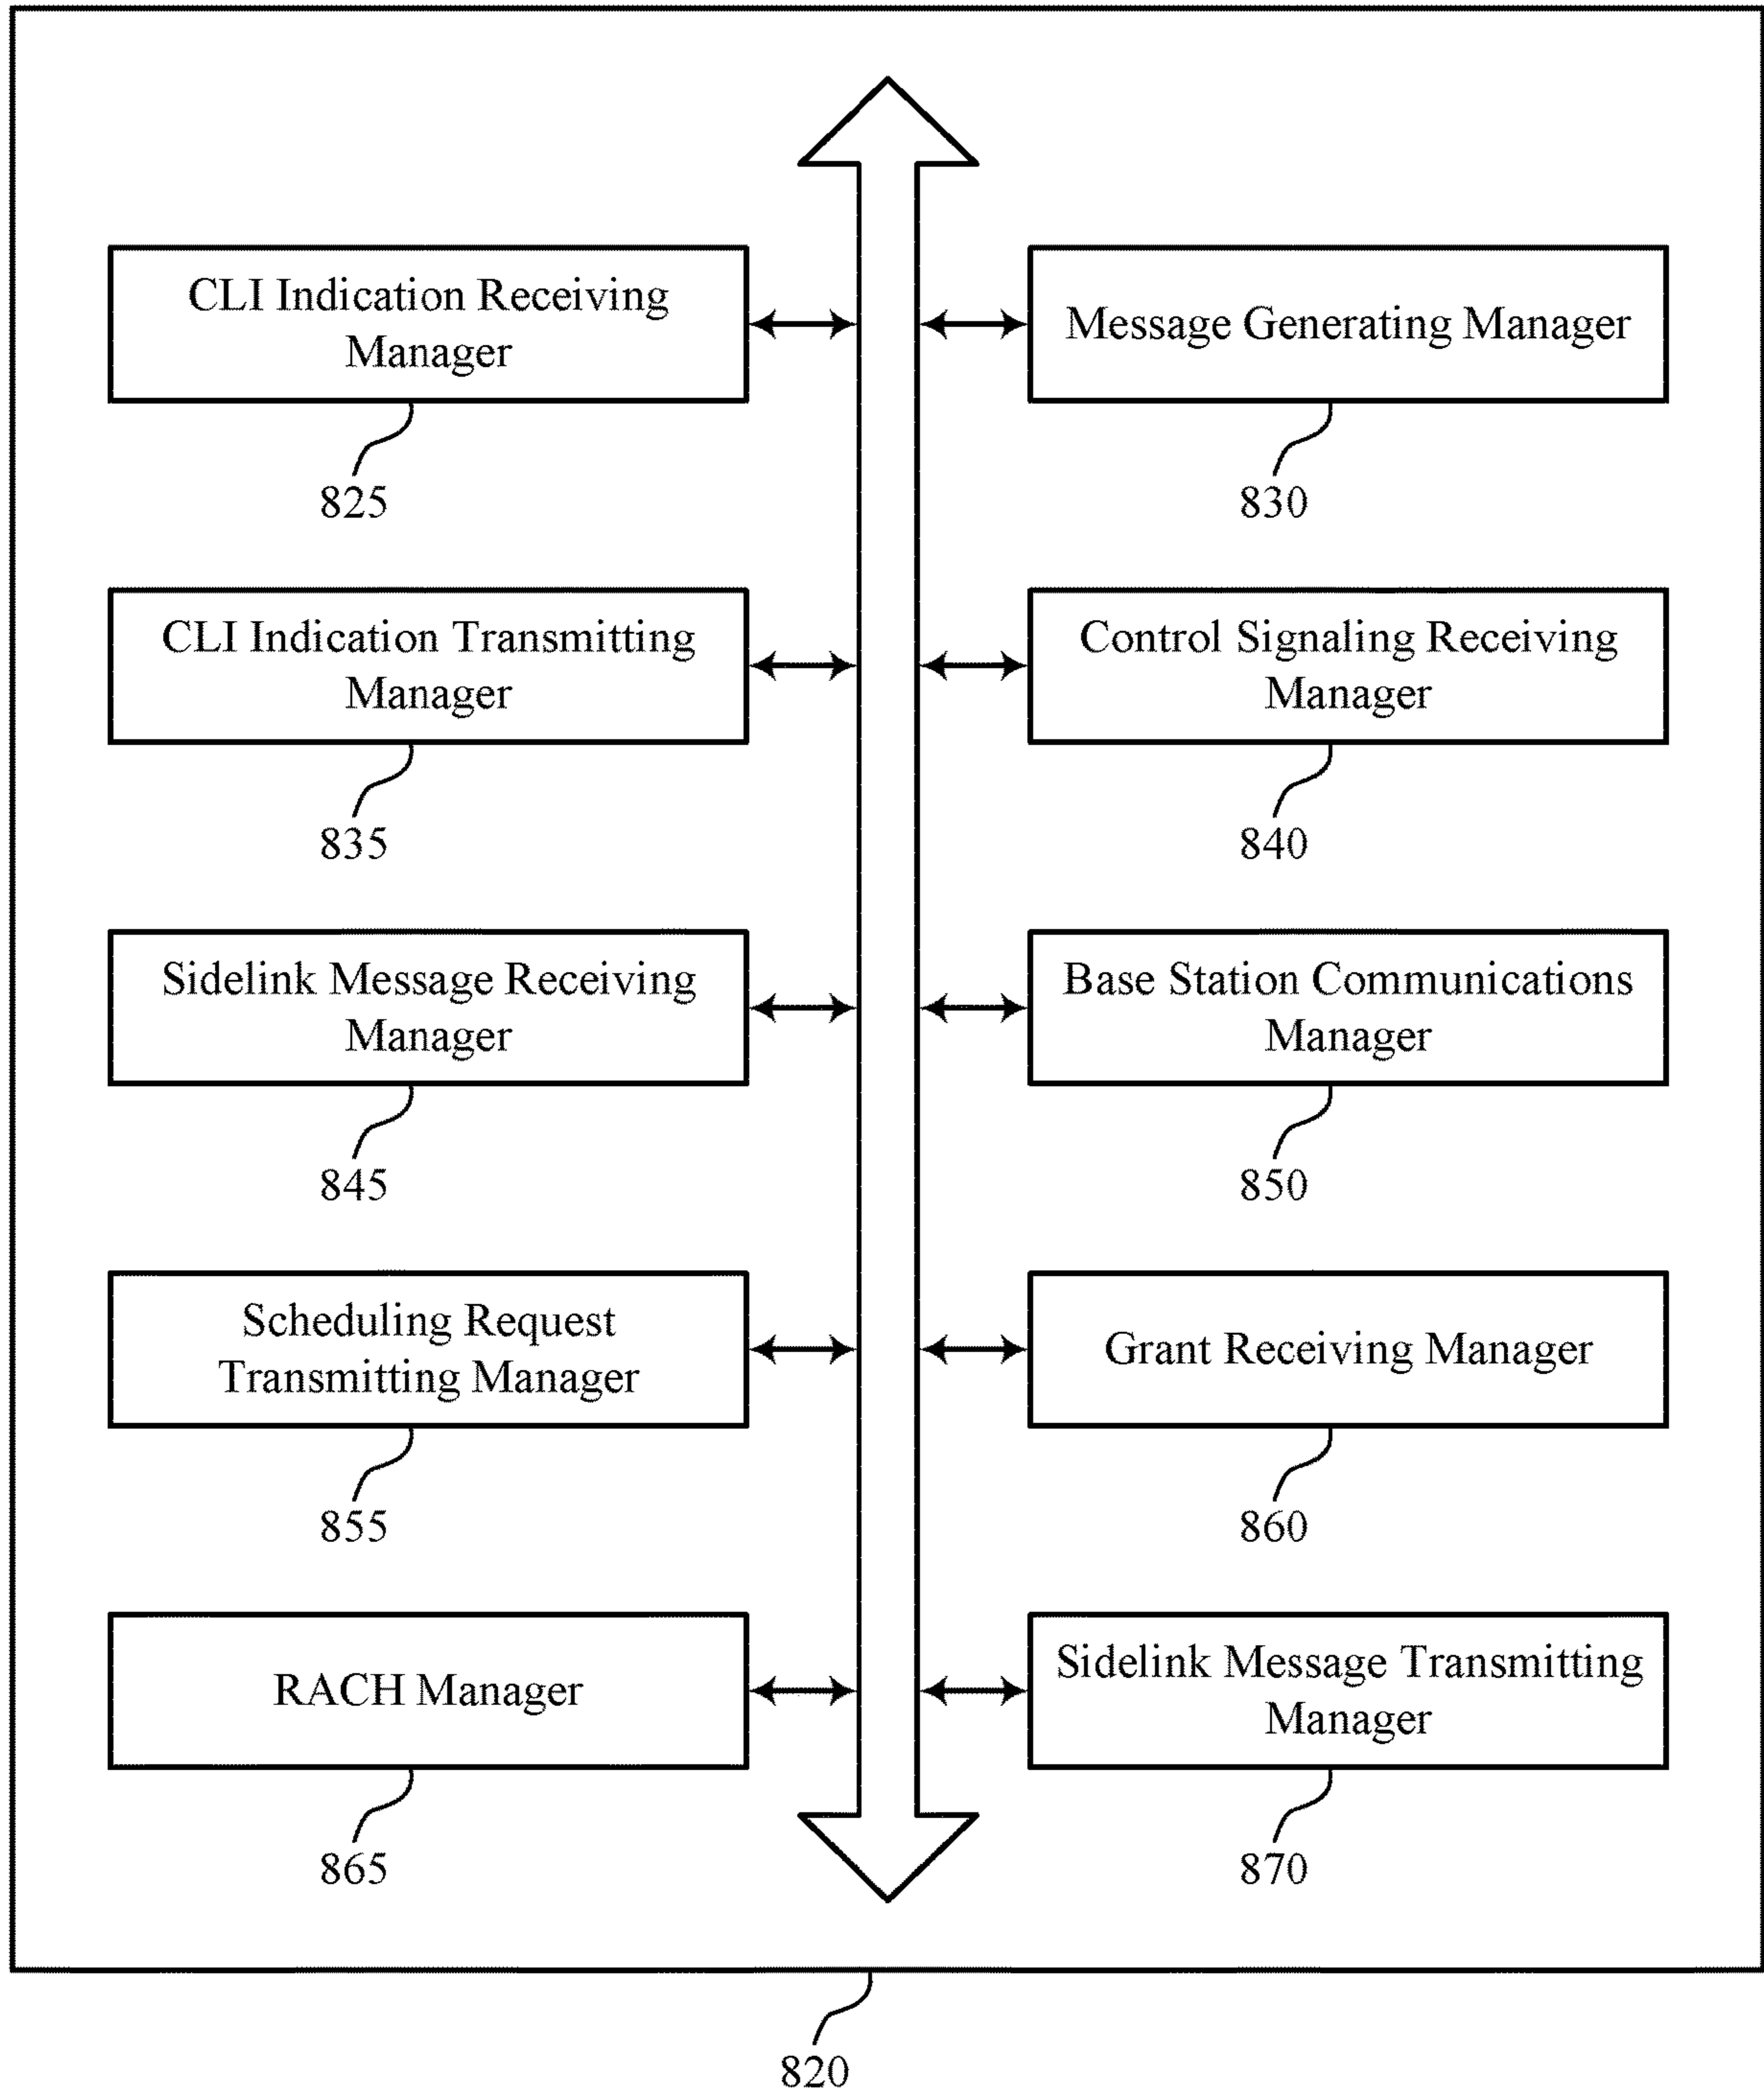 CLI Indication Receiving
Manager
825
Message Generating Manager
830
CLI Indication Transmitting
Manager
835
Control Signaling Receiving
Manager
840
Sidelink Message Receiving
Manager
845
Base Station Communications
Manager
850
Scheduling Request
Transmitting Manager
855
Grant Receiving Manager
860
RACH Manager
865
Sidelink Message Transmitting
Manager
870
820